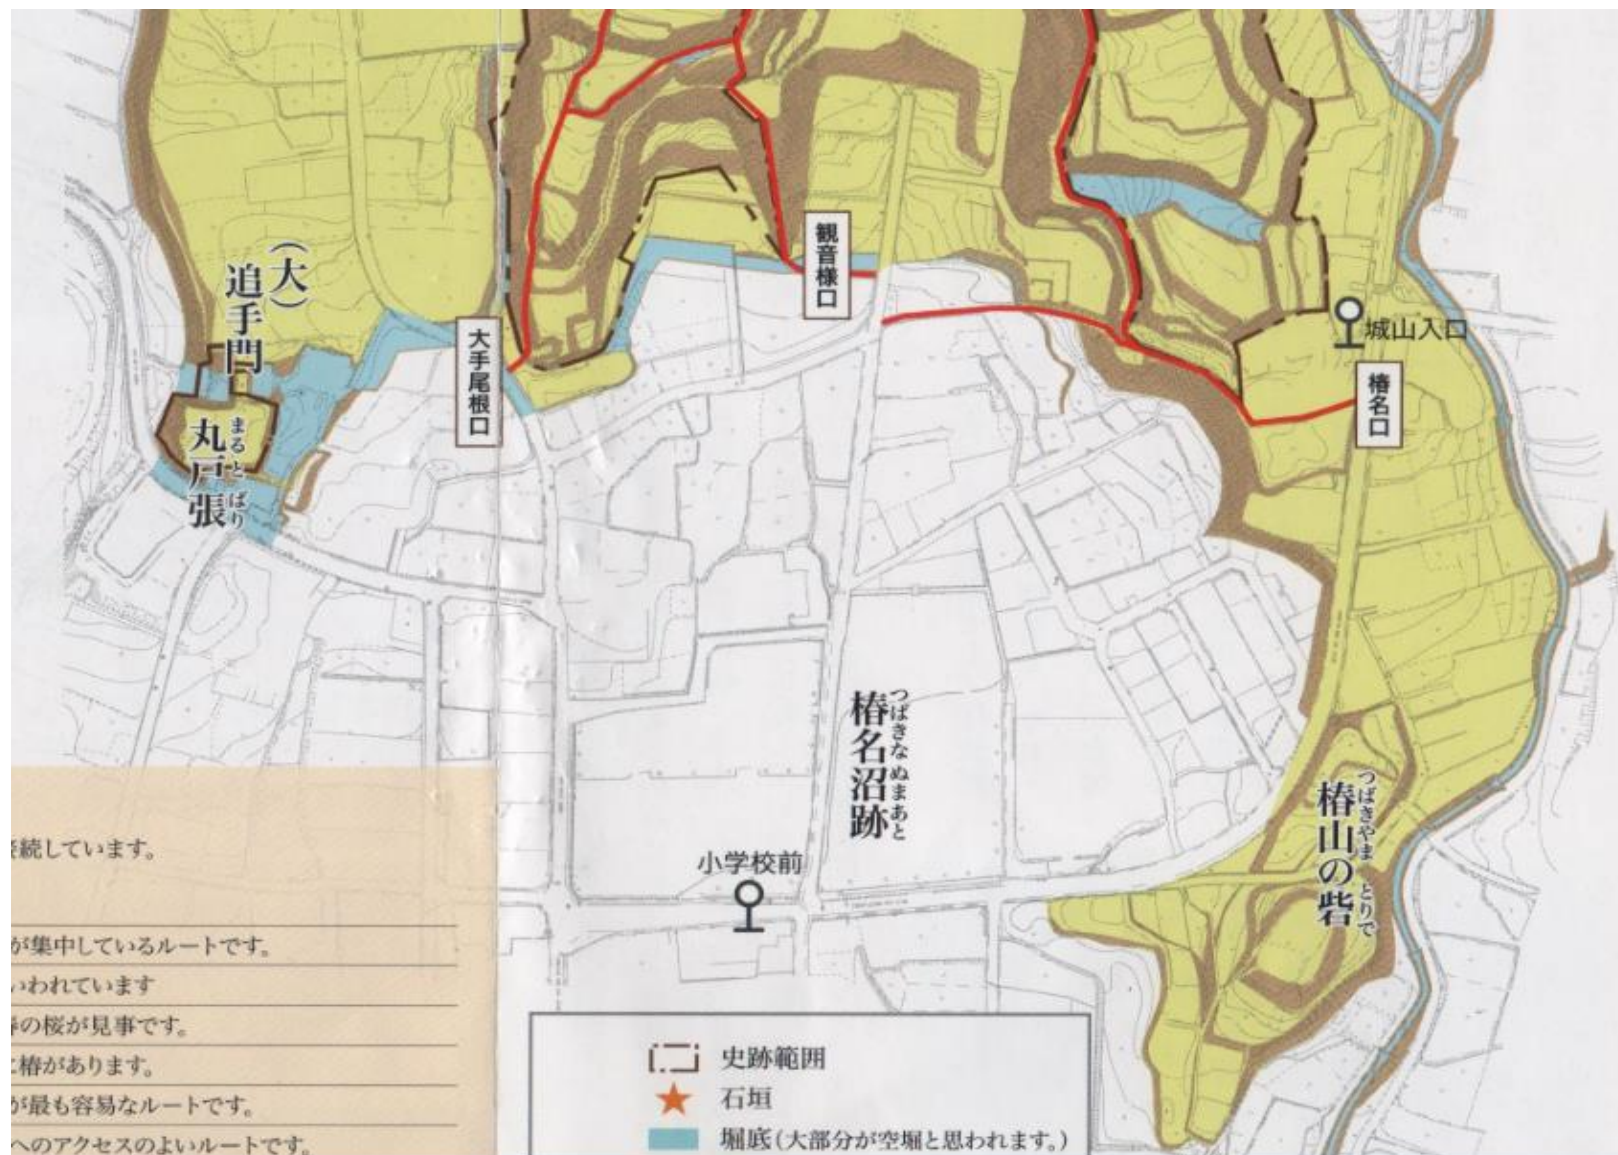 (大)
追手門
丸戸張
まるとばり
大手尾根口
観音様口
城山入口
椿名口
椿名沼跡
つばきなぬまあと
椿山の砦
つばきやま とりで
小学校前
続しています。
が集中しているルートです。
いわれています
の桜が見事です。
椿があります。
が最も容易なルートです。
へのアクセスのよいルートです。
史跡範囲
石垣
堀底(大部分が空堀と思われます。)